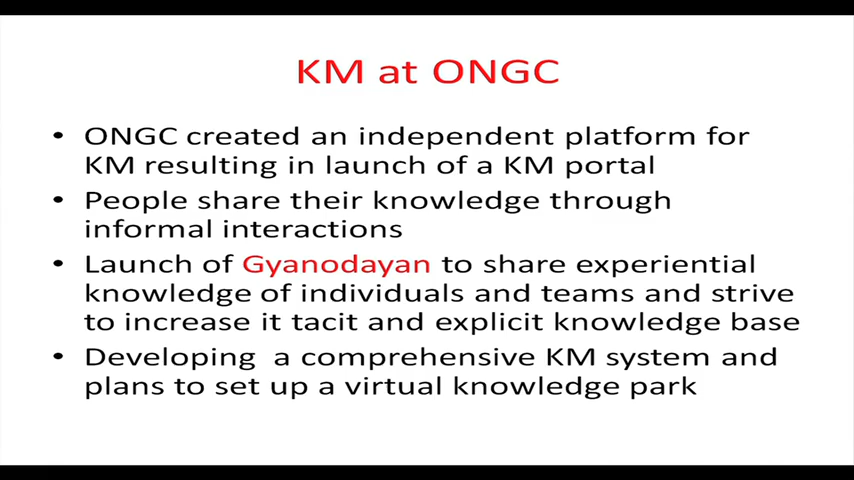 KM at ONGC
• ONGC created an independent platform for
KM resulting in launch of a KM portal
• People share their knowledge through
informal interactions
• Launch of Gyanodayan to share experiential
knowledge of individuals and teams and strive
to increase it tacit and explicit knowledge base
• Developing  a comprehensive KM system and
plans to set up a virtual knowledge park